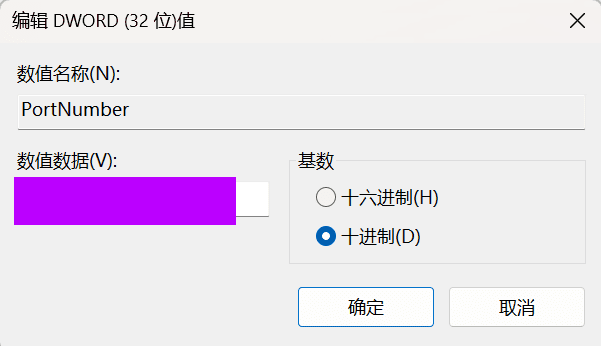 编辑 DWORD (32 位)值
数值名称(N):
PortNumber
数值数据(V):
基数
十六进制(H)
十进制(D)
确定
取消